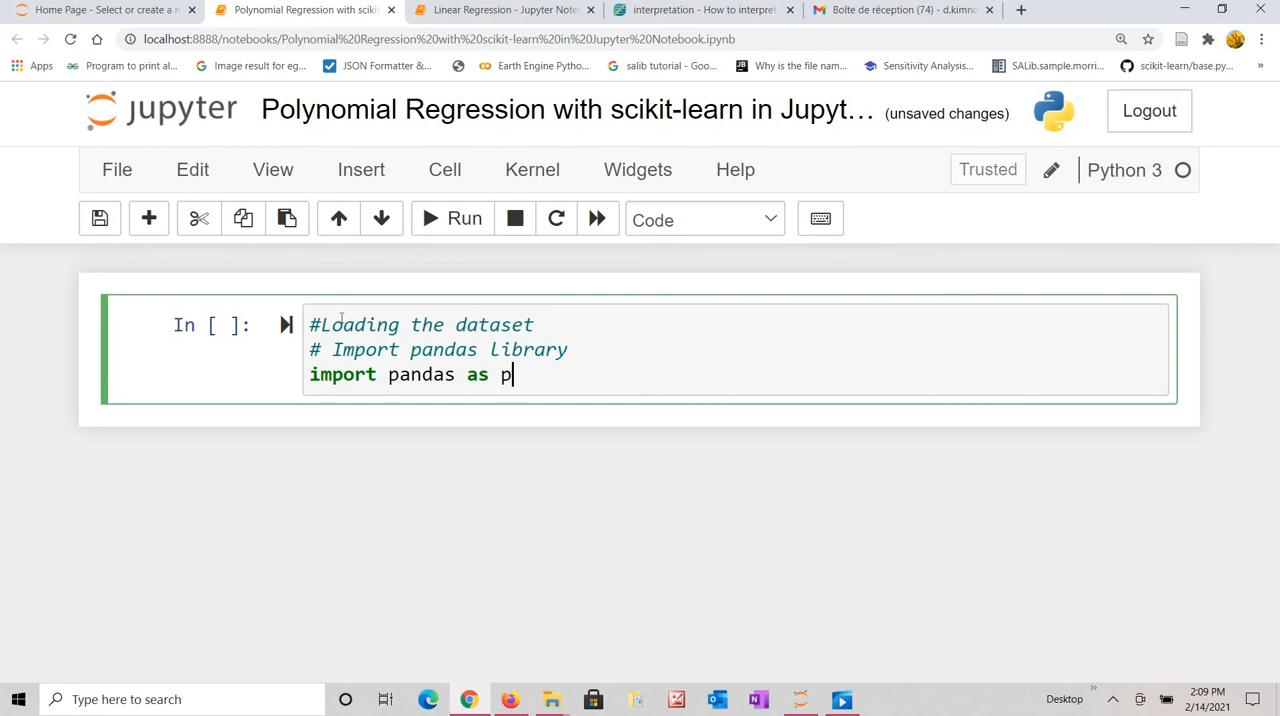 Home Page - Select or create a n
Polynomial Regression with scikit
Linear Regression - Jupyter Note
interpretation - How to interpret
Boîte de réception (74) - d.kimnd
localhost:8888/notebooks/Polynomial%20Regression%20with%20scikit-learn%20in%20Jupyter%20Notebook.ipynb
Apps
Program to print al...
Image result for eg...
JSON Formatter &...
Earth Engine Pytho...
salib tutorial - Goo...
Why is the file nam...
Sensitivity Analysis...
SALib.sample.morri...
scikit-learn/base.py...
»
jupyter
Polynomial Regression with scikit-learn in Jupyt...
(unsaved changes)
Logout
File Edit View Insert Cell Kernel Widgets Help
Trusted
Python 3
Run
Code
In [ ]:
#Loading the dataset
# Import pandas library
import pandas as p
Type here to search
Desktop
»
2:09 PM
2/14/2021